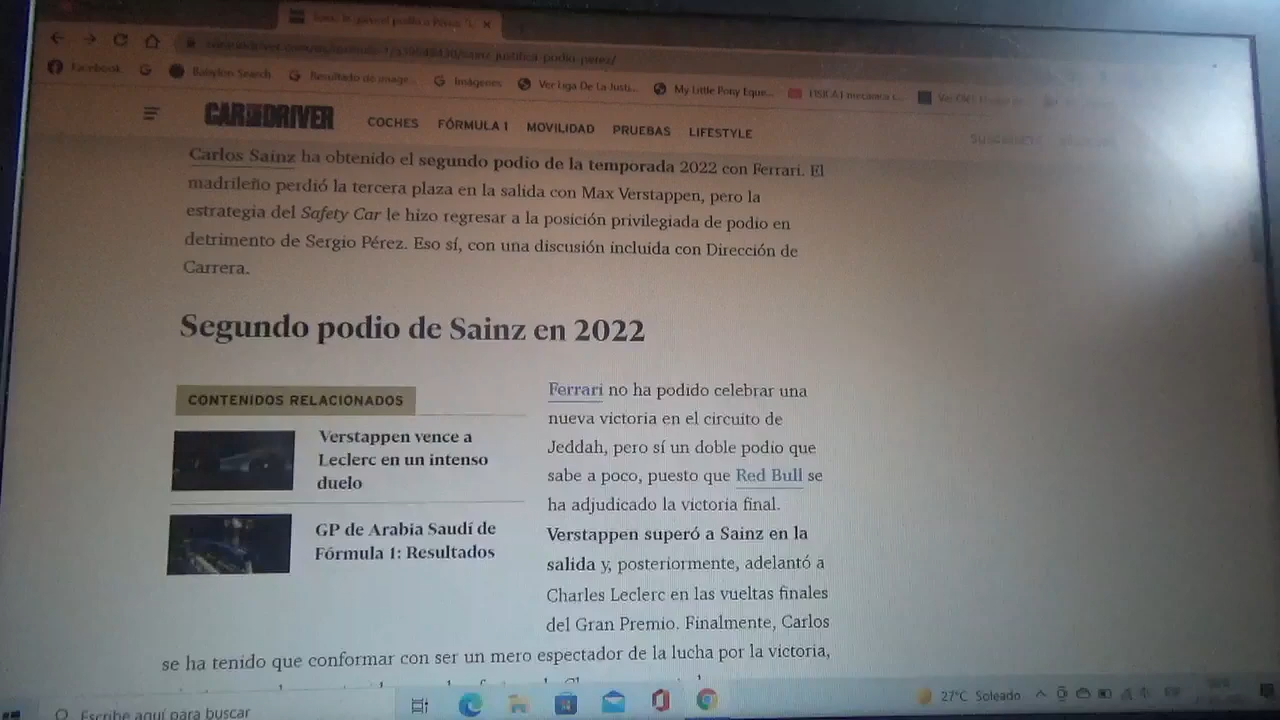 Facebook
Babylon Search
Resultado de image...
Imágenes
Ver Liga De La Justi...
My Little Pony Eque...
CAR AND DRIVER
COCHES
FÓRMULA 1
MOVILIDAD
PRUEBAS
LIFESTYLE
Carlos Sainz ha obtenido el segundo podio de la temporada 2022 con Ferrari. El
madrileño perdió la tercera plaza en la salida con Max Verstappen, pero la
estrategia del Safety Car le hizo regresar a la posición privilegiada de podio en
detrimento de Sergio Pérez. Eso sí, con una discusión incluida con Dirección de
Carrera.
Segundo podio de Sainz en 2022
CONTENIDOS RELACIONADOS
Verstappen vence a
Leclerc en un intenso
duelo
GP de Arabia Saudí de
Fórmula 1: Resultados
Ferrari no ha podido celebrar una
nueva victoria en el circuito de
Jeddah, pero sí un doble podio que
sabe a poco, puesto que Red Bull se
ha adjudicado la victoria final.
Verstappen superó a Sainz en la
salida y, posteriormente, adelantó a
Charles Leclerc en las vueltas finales
del Gran Premio. Finalmente, Carlos
se ha tenido que conformar con ser un mero espectador de la lucha por la victoria,
Escribe aquí para buscar
27°C Soleado